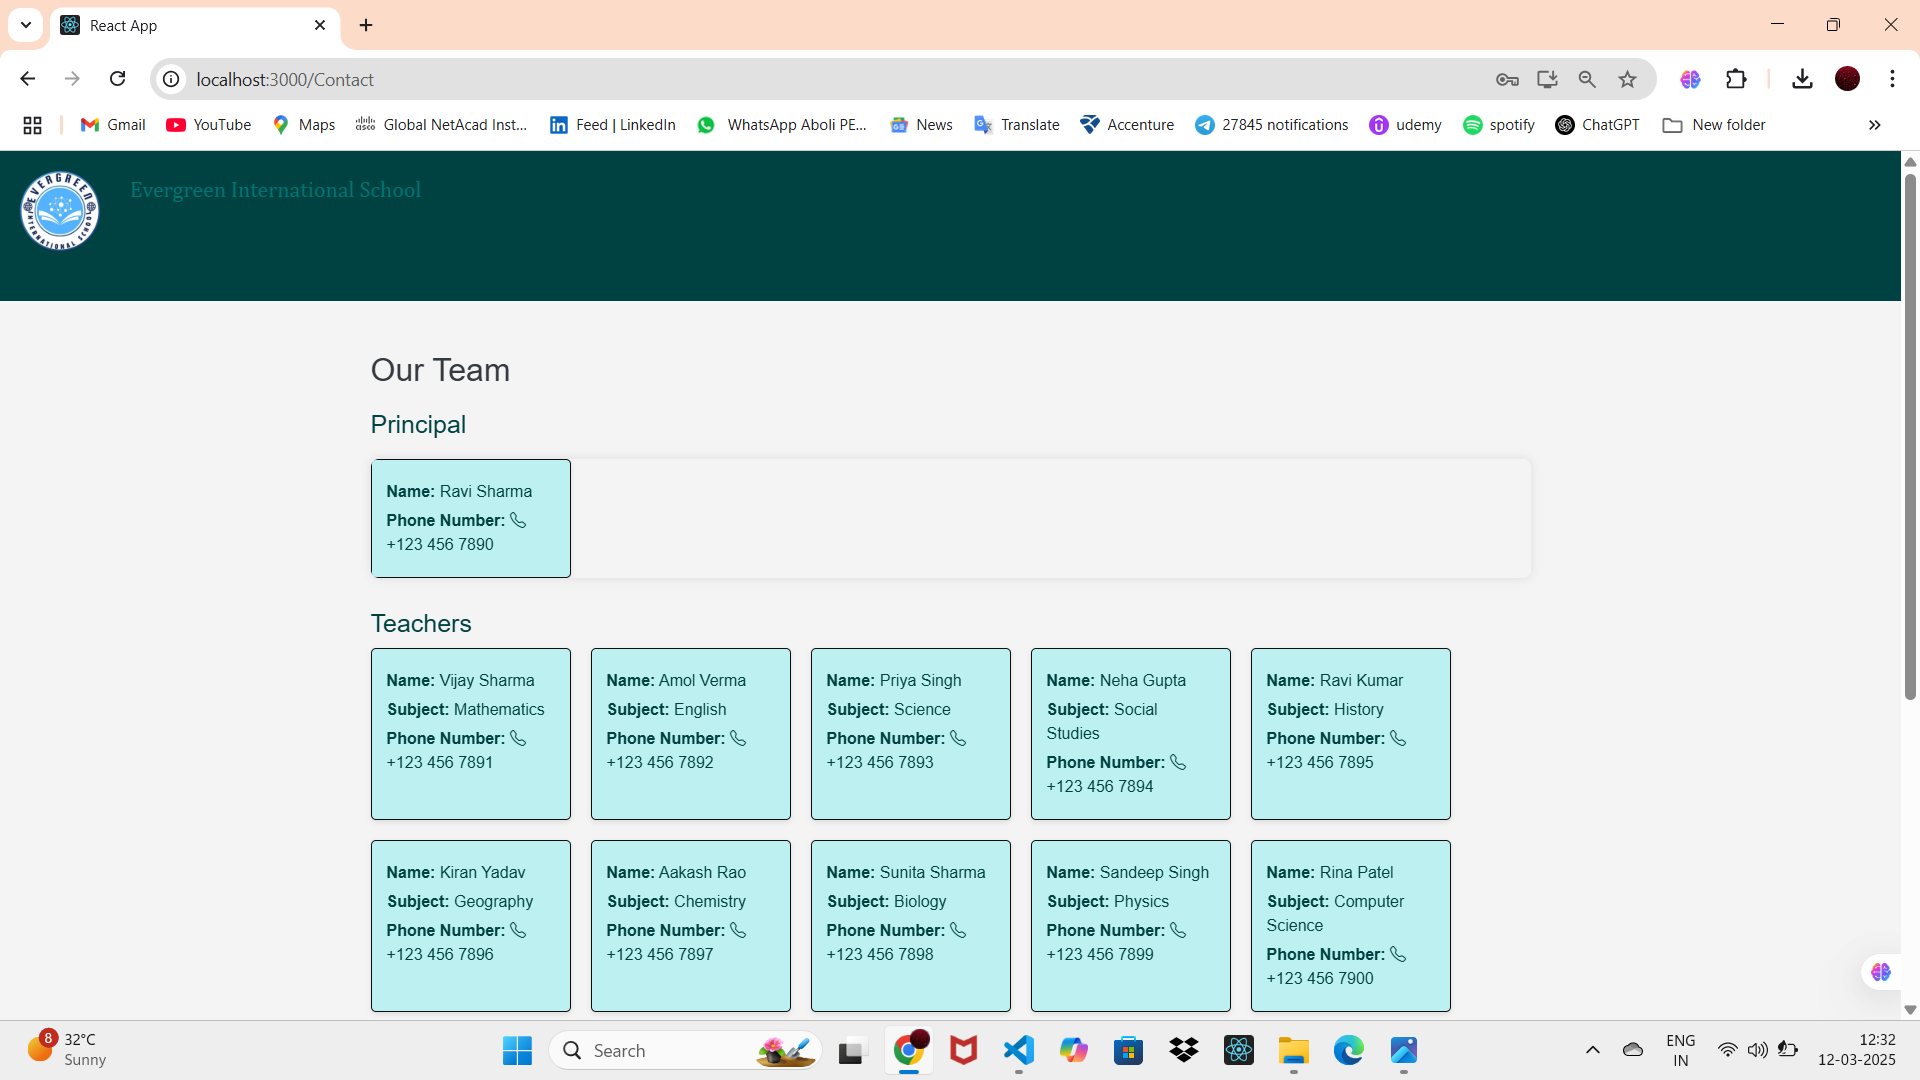 React App
localhost:3000/Contact
Gmail
YouTube
Maps
Global NetAcad Inst...
Feed | LinkedIn
WhatsApp Aboli PE...
News
Translate
Accenture
27845 notifications
udemy
spotify
ChatGPT
New folder
EVERGREEN
INTERNATIONAL SCHOOL
Evergreen International School
Our Team
Principal
Name: Ravi Sharma
Phone Number:
+123 456 7890
Teachers
Name: Vijay Sharma
Subject: Mathematics
Phone Number:
+123 456 7891
Name: Amol Verma
Subject: English
Phone Number:
+123 456 7892
Name: Priya Singh
Subject: Science
Phone Number:
+123 456 7893
Name: Neha Gupta
Subject: Social
Studies
Phone Number:
+123 456 7894
Name: Ravi Kumar
Subject: History
Phone Number:
+123 456 7895
Name: Kiran Yadav
Subject: Geography
Phone Number:
+123 456 7896
Name: Aakash Rao
Subject: Chemistry
Phone Number:
+123 456 7897
Name: Sunita Sharma
Subject: Biology
Phone Number:
+123 456 7898
Name: Sandeep Singh
Subject: Physics
Phone Number:
+123 456 7899
Name: Rina Patel
Subject: Computer
Science
Phone Number:
+123 456 7900
8
32°C
Sunny
Search
ENG
IN
12:32
12-03-2025